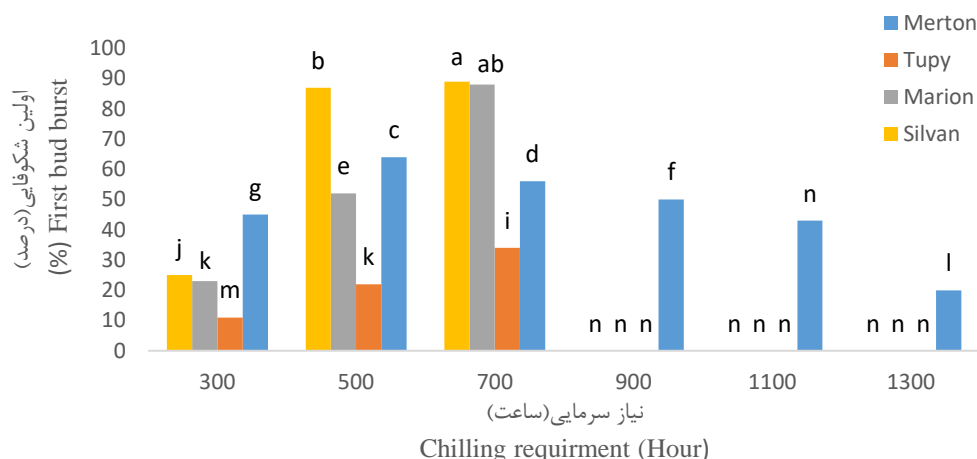 Merton
Tupy
Marion
Silvan
اولین شکوفایی(درصد)
(%) First bud burst
100
90
80
70
60
50
40
30
20
10
0
j k m g
b e k c
a ab i d
n n n f
n n n n
n n n l
300 500 700 900 1100 1300
نیاز سرمایی(ساعت)
Chilling requirment (Hour)